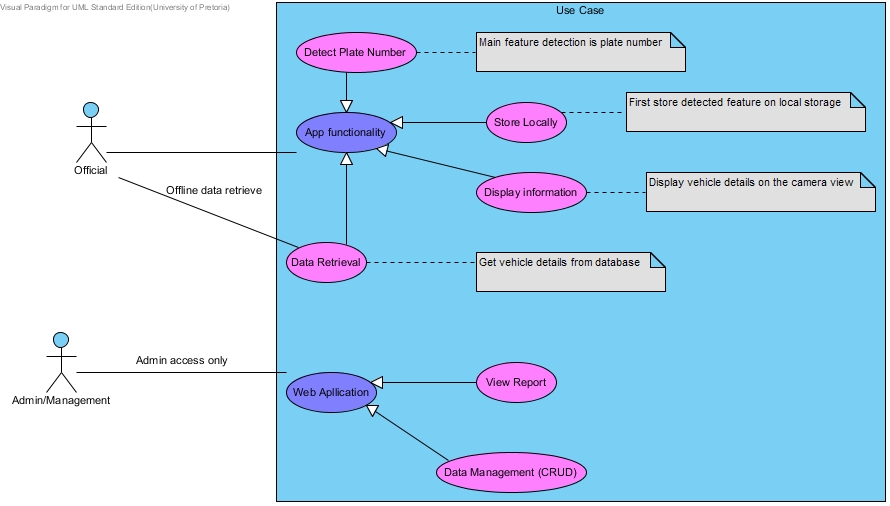 Visual Paradigm for UML Standard Edition(University of Pretoria)
Use Case
Detect Plate Number
Main feature detection is plate number
App functionality
Store Locally
First store detected feature on local storage
Official
Offline data retrieve
Display information
Display vehicle details on the camera view
Data Retrieval
Get vehicle details from database
Admin/Management
Admin access only
Web Apllication
View Report
Data Management (CRUD)